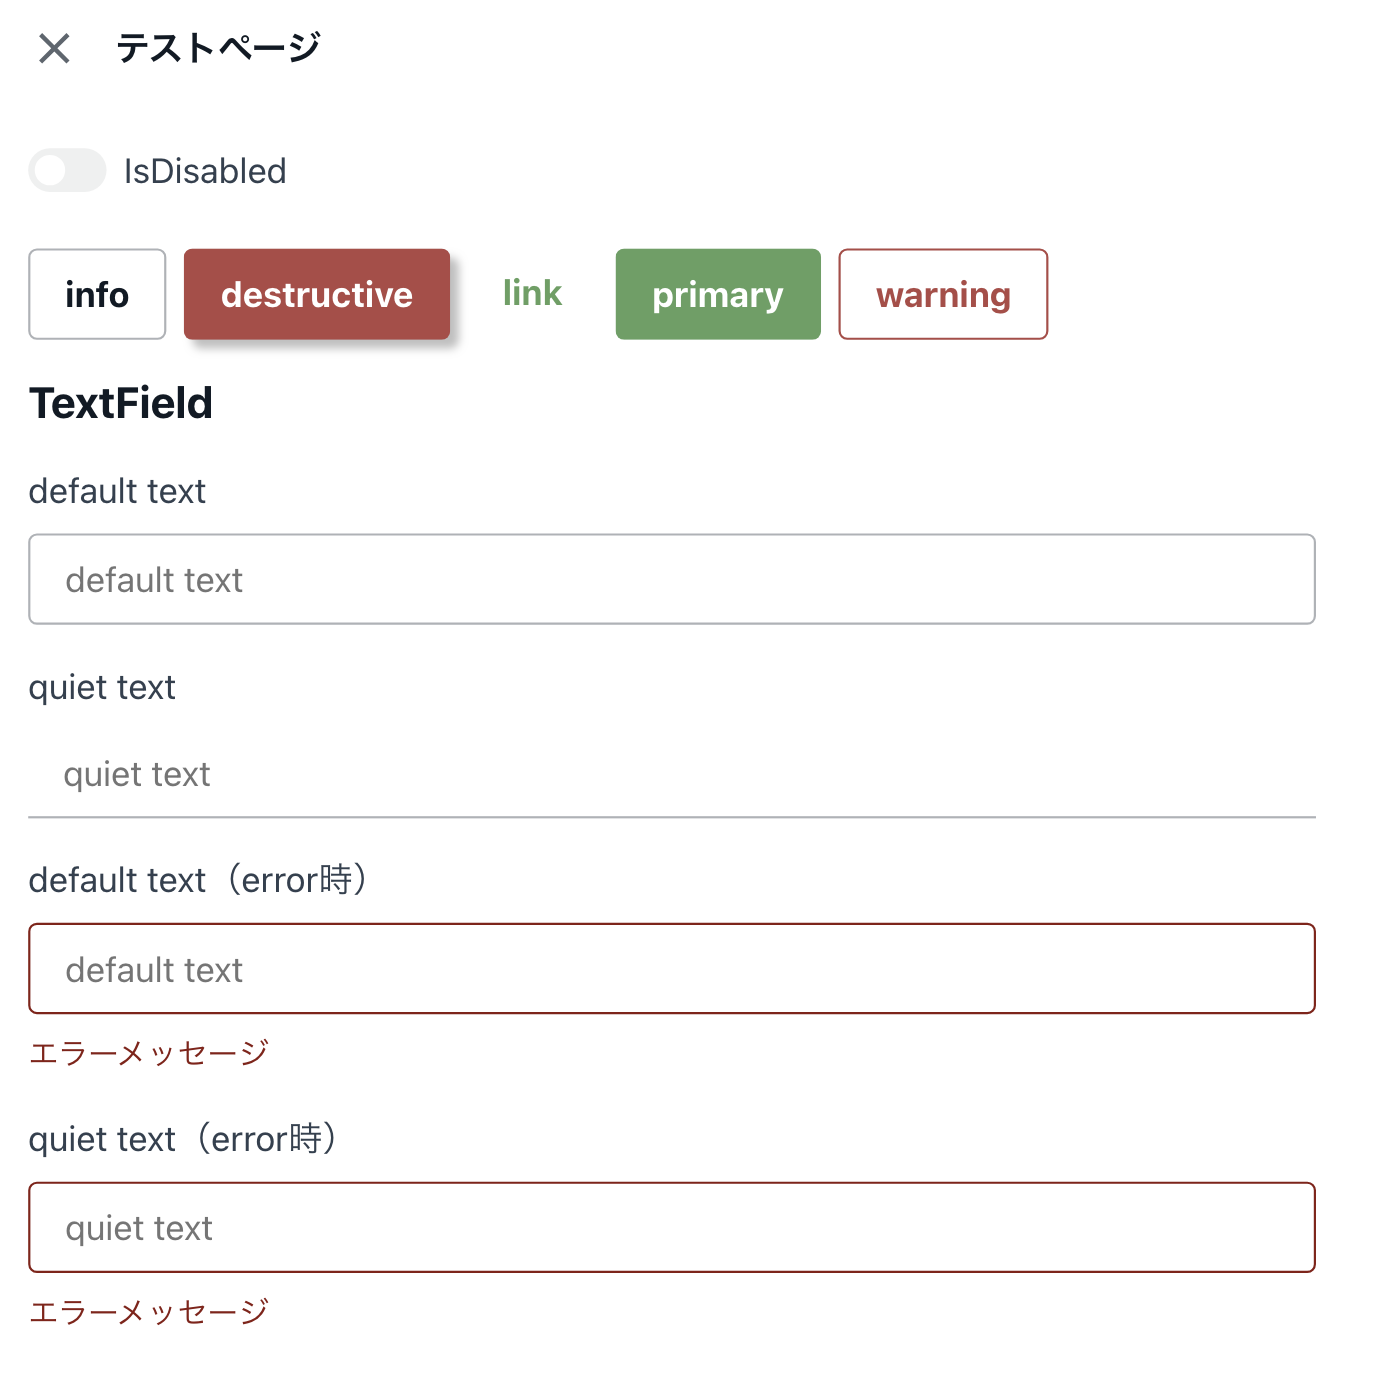 テストページ
IsDisabled
info destructive link primary warning
TextField
default text
default text
quiet text
quiet text
default text（error時）
default text
エラーメッセージ
quiet text（error時）
quiet text
エラーメッセージ